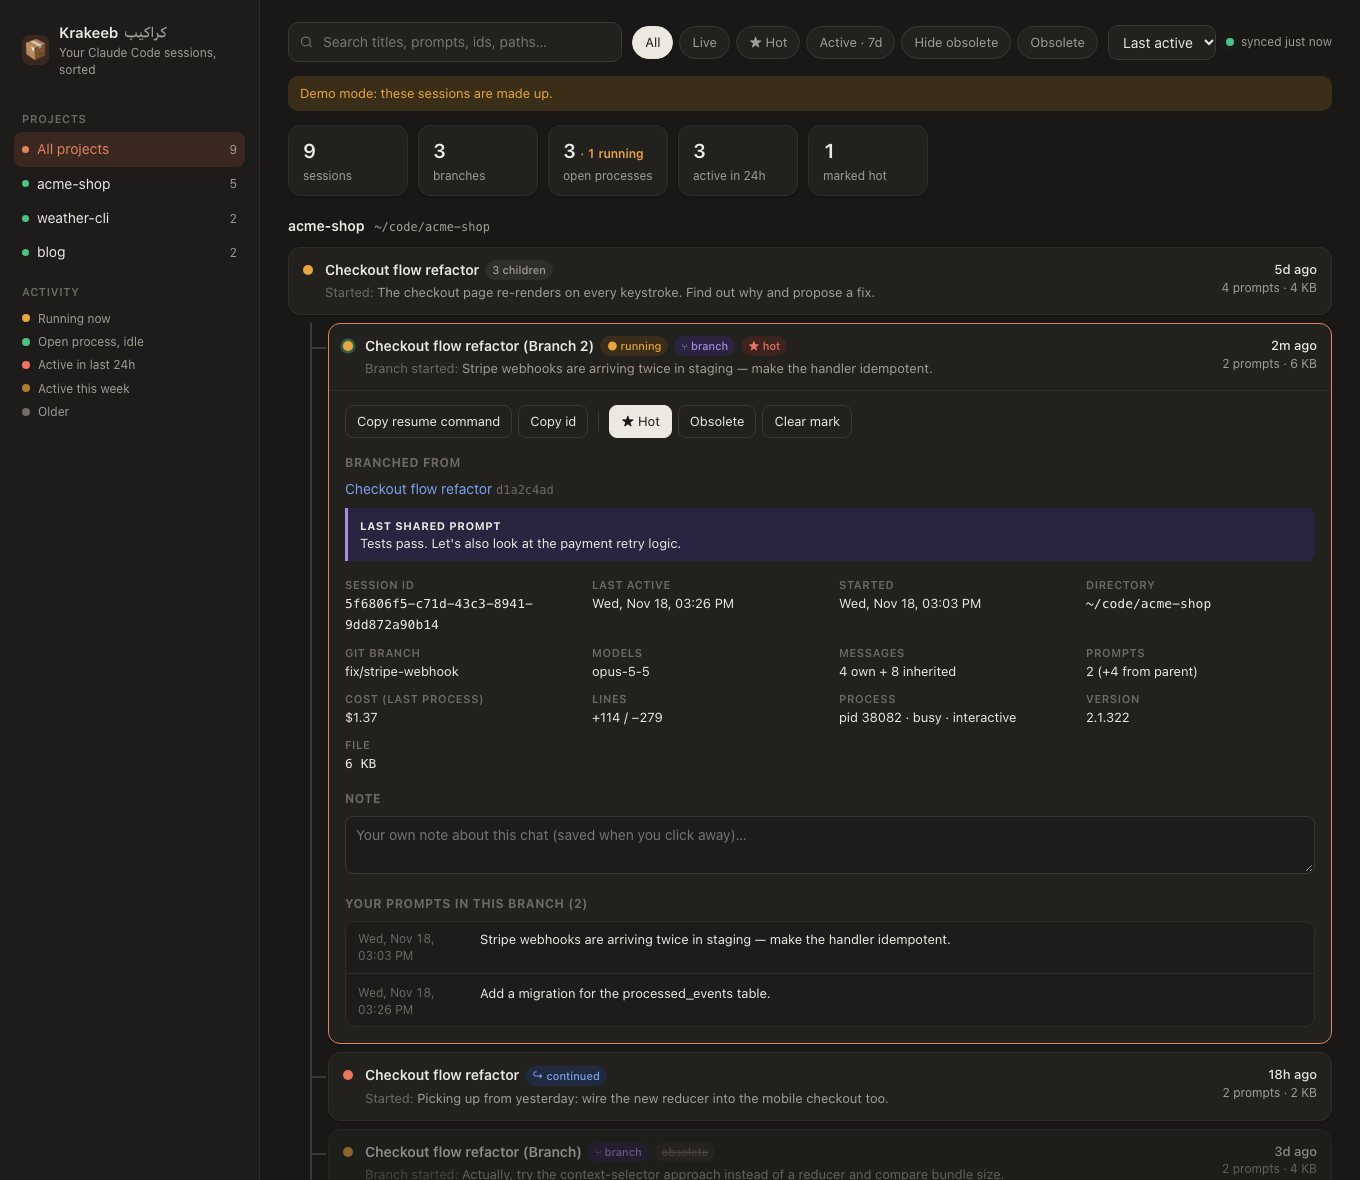 Krakeeb كراكيب
Your Claude Code sessions,
sorted
PROJECTS
All projects 9
acme-shop 5
weather-cli 2
blog 2
ACTIVITY
Running now
Open process, idle
Active in last 24h
Active this week
Older
Search titles, prompts, ids, paths...
All Live ★ Hot Active · 7d Hide obsolete Obsolete Last active synced just now
Demo mode: these sessions are made up.
9
sessions
3
branches
3 · 1 running
open processes
3
active in 24h
1
marked hot
acme-shop ~/code/acme-shop
Checkout flow refactor 3 children 5d ago
Started: The checkout page re-renders on every keystroke. Find out why and propose a fix. 4 prompts · 4 KB
Checkout flow refactor (Branch 2) running branch ★ hot 2m ago
Branch started: Stripe webhooks are arriving twice in staging — make the handler idempotent. 2 prompts · 6 KB
Copy resume command Copy id ★ Hot Obsolete Clear mark
BRANCHED FROM
Checkout flow refactor d1a2c4ad
LAST SHARED PROMPT
Tests pass. Let's also look at the payment retry logic.
SESSION ID
5f6806f5-c71d-43c3-8941-
9dd872a90b14
LAST ACTIVE
Wed, Nov 18, 03:26 PM
STARTED
Wed, Nov 18, 03:03 PM
DIRECTORY
~/code/acme-shop
GIT BRANCH
fix/stripe-webhook
MODELS
opus-5-5
MESSAGES
4 own + 8 inherited
PROMPTS
2 (+4 from parent)
COST (LAST PROCESS)
$1.37
LINES
+114 / −279
PROCESS
pid 38082 · busy · interactive
VERSION
2.1.322
FILE
6 KB
NOTE
Your own note about this chat (saved when you click away)...
YOUR PROMPTS IN THIS BRANCH (2)
Wed, Nov 18,
03:03 PM
Stripe webhooks are arriving twice in staging — make the handler idempotent.
Wed, Nov 18,
03:26 PM
Add a migration for the processed_events table.
Checkout flow refactor ↪ continued 18h ago
Started: Picking up from yesterday: wire the new reducer into the mobile checkout too. 2 prompts · 2 KB
Checkout flow refactor (Branch) branch obsolete 3d ago
Branch started: Actually, try the context-selector approach instead of a reducer and compare bundle size. 2 prompts · 4 KB